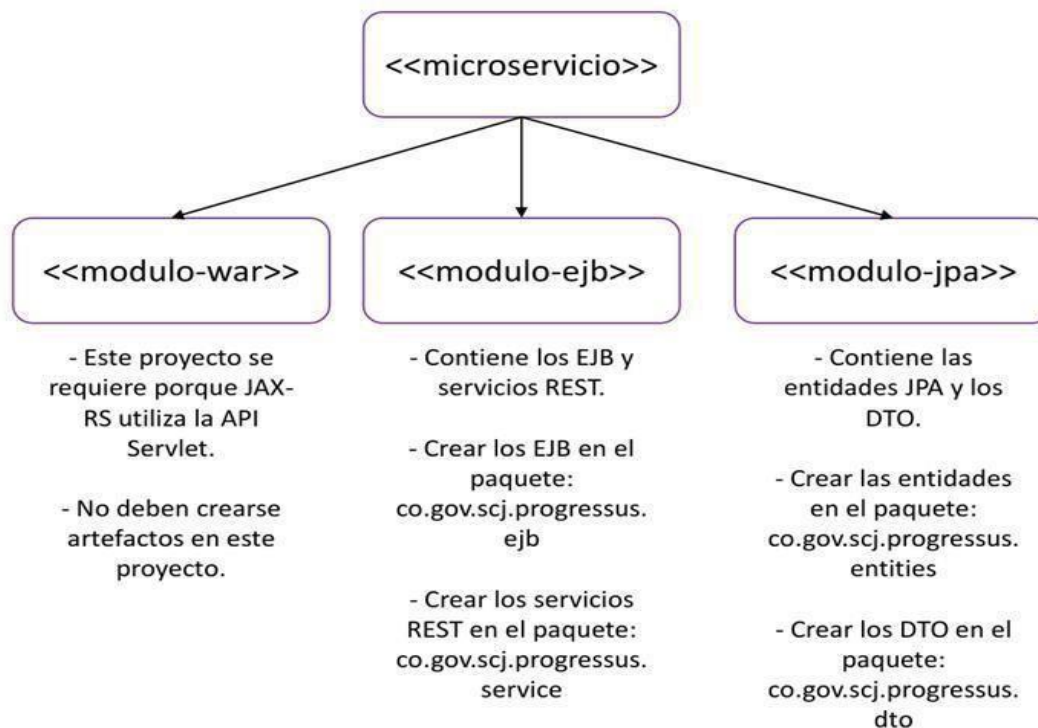 <<microservicio>>
<<modulo-war>>
<<modulo-ejb>>
<<modulo-jpa>>
- Este proyecto se
requiere porque JAX-
RS utiliza la API
Servlet.
- No deben crearse
artefactos en este
proyecto.
- Contiene los EJB y
servicios REST.
- Crear los EJB en el
paquete:
co.gov.scj.progressus.
ejb
- Crear los servicios
REST en el paquete:
co.gov.scj.progressus.
service
- Contiene las
entidades JPA y los
DTO.
- Crear las entidades
en el paquete:
co.gov.scj.progressus.
entities
- Crear los DTO en el
paquete:
co.gov.scj.progressus.
dto